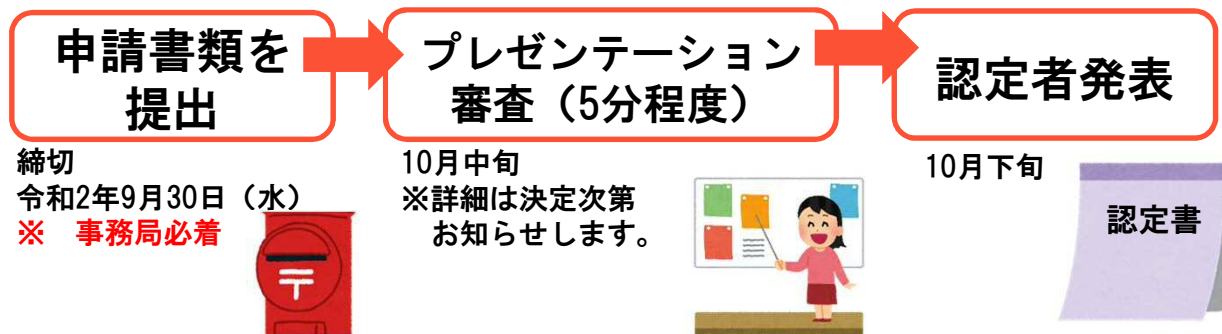 申請書類を
提出
プレゼンテーション
審査（5分程度）
認定者発表
締切
令和2年9月30日（水）
※　事務局必着
10月中旬
※詳細は決定次第
お知らせします。
10月下旬
認定書
〒